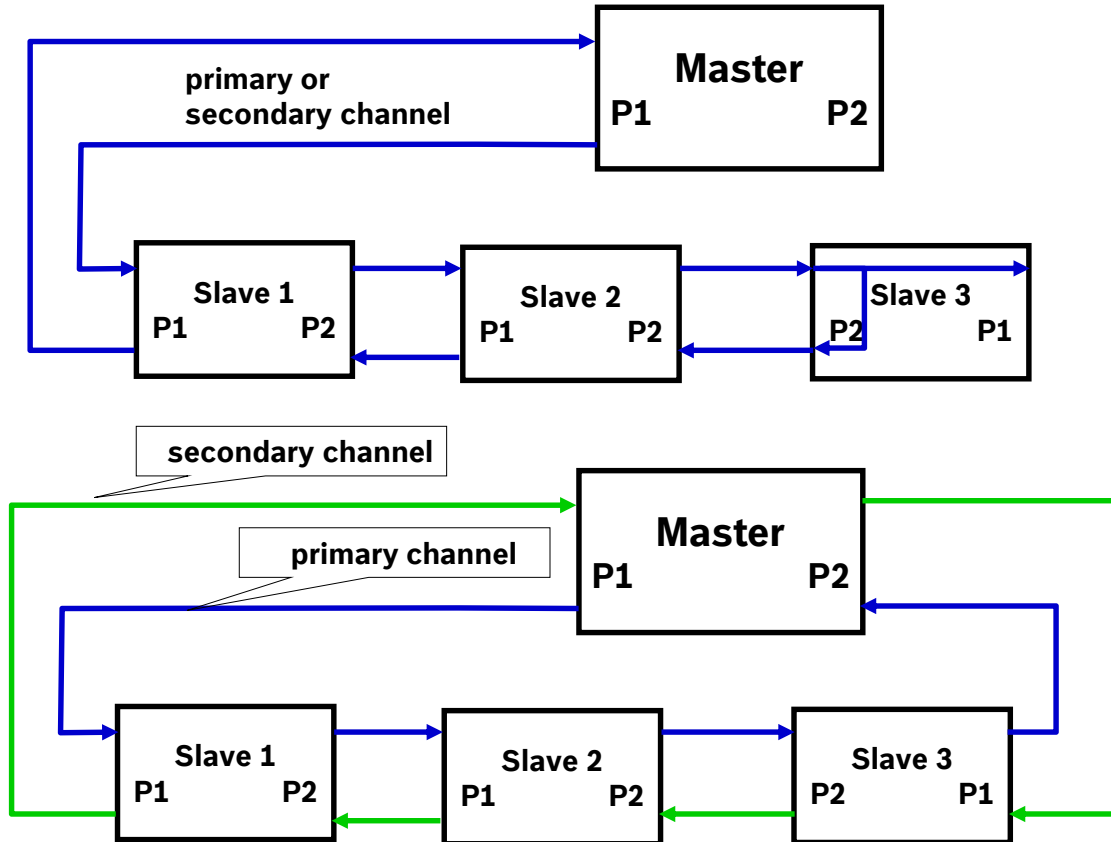 Master
P1 P2
primary or
secondary channel
Slave 1
P1 P2
Slave 2
P1 P2
Slave 3
P2 P1
secondary channel
Master
P1 P2
primary channel
Slave 1
P1 P2
Slave 2
P1 P2
Slave 3
P2 P1